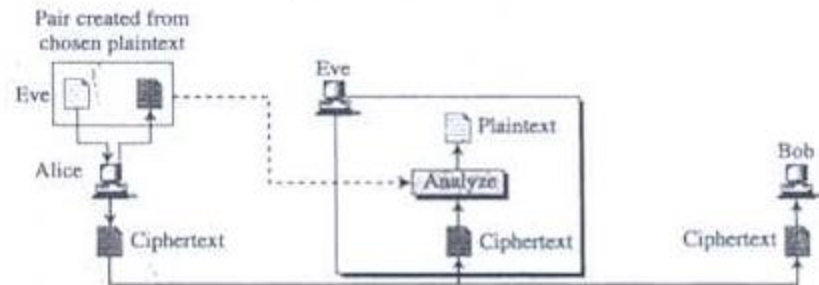 Pair created from
chosen plaintext
Eve
Eve
Plaintext
Bob
Alice
Analyze
Ciphertext
Ciphertext
Ciphertext